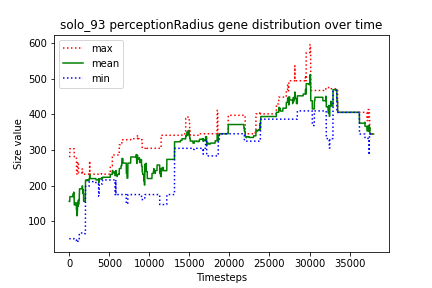 solo_93 perceptionRadius gene distribution over time
max
mean
min
600
500
400
300
200
100
Size value
0 5000 10000 15000 20000 25000 30000 35000
Timesteps